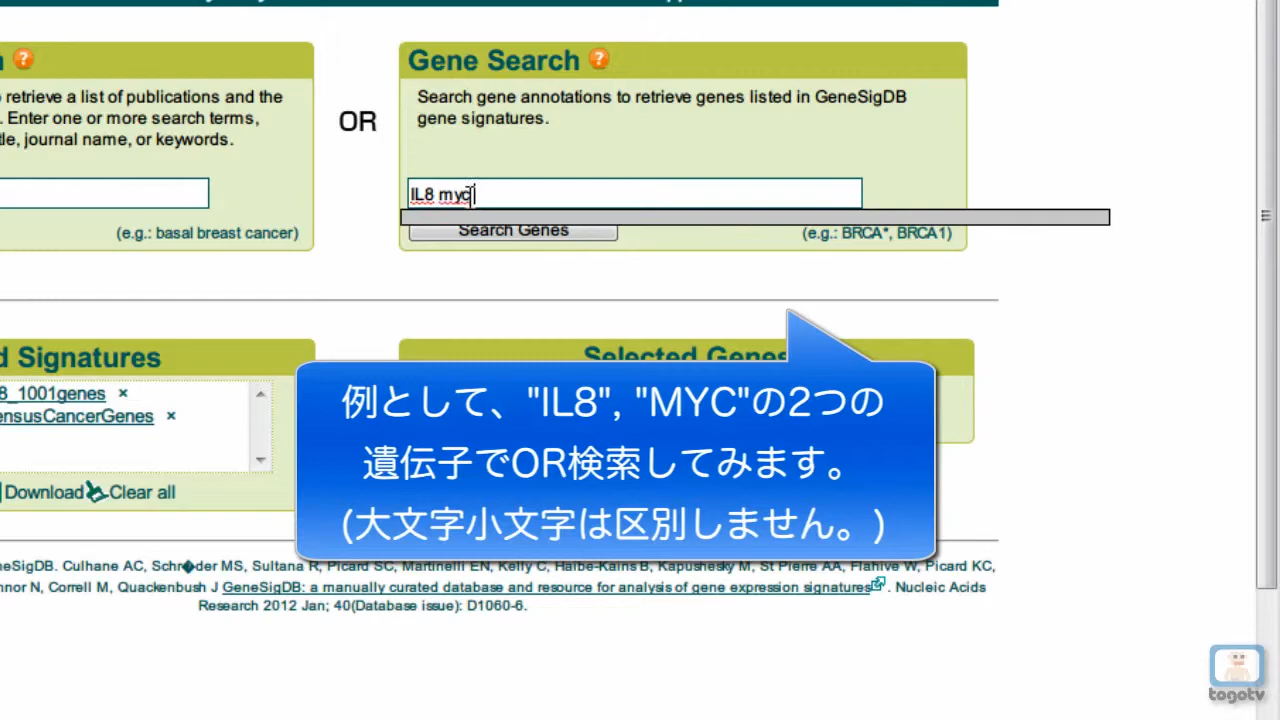 Gene Search
to retrieve a list of publications and the
. Enter one or more search terms,
tle, journal name, or keywords.
OR
Search gene annotations to retrieve genes listed in GeneSigDB
gene signatures.
IL8 myc
(e.g.: basal breast cancer)
Search Genes
(e.g.: BRCA*, BRCA1)
d Signatures
Selected Genes
8_1001genes ×
ensusCancerGenes ×
Download Clear all
例として、"IL8", "MYC"の2つの
遺伝子でOR検索してみます。
(大文字小文字は区別しません。)
eSigDB. Culhane AC, Schr�der MS, Sultana R, Picard SC, Martinelli EN, Kelly C, Haibe-Kains B, Kapushesky M, St Pierre AA, Flahive W, Picard KC,
nnor N, Correll M, Quackenbush J GeneSigDB: a manually curated database and resource for analysis of gene expression signatures. Nucleic Acids
Research 2012 Jan; 40(Database issue): D1060-6.
togotv